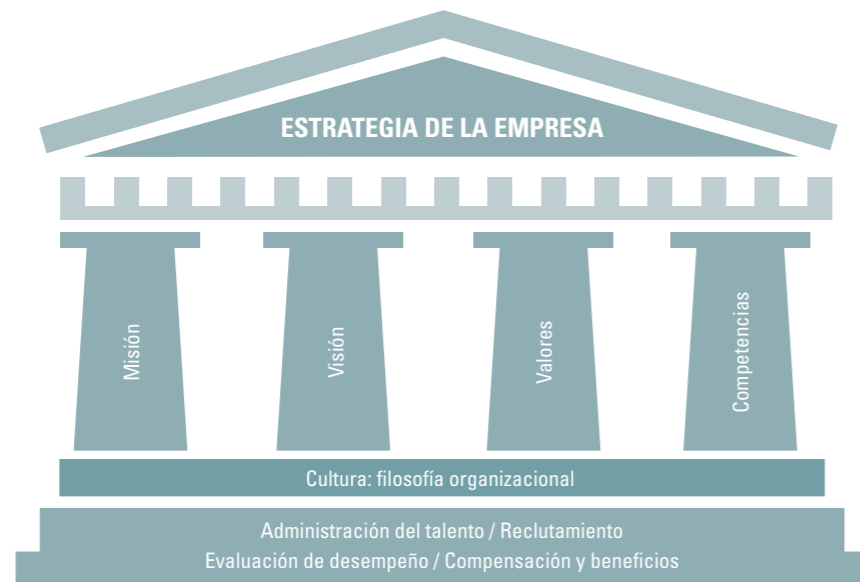 ESTRATEGIA DE LA EMPRESA
Misión
Visión
Valores
Competencias
Cultura: filosofía organizacional
Administración del talento / Reclutamiento
Evaluación de desempeño / Compensación y beneficios